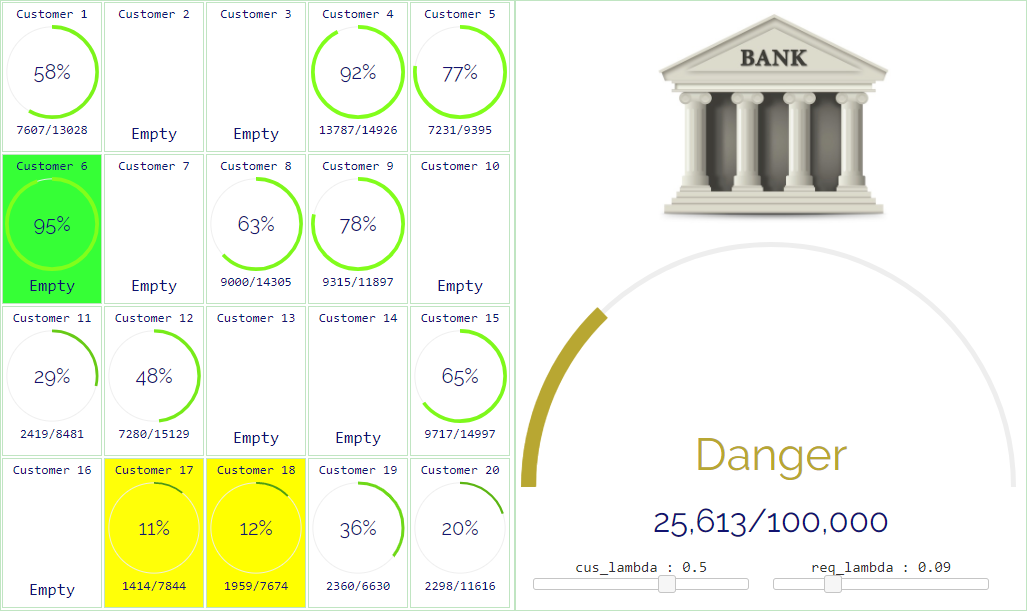 Customer 1
58%
7607/13028
Customer 2
Empty
Customer 3
Empty
Customer 4
92%
13787/14926
Customer 5
77%
7231/9395
Customer 6
95%
Empty
Customer 7
Empty
Customer 8
63%
9000/14305
Customer 9
78%
9315/11897
Customer 10
Empty
Customer 11
29%
2419/8481
Customer 12
48%
7280/15129
Customer 13
Empty
Customer 14
Empty
Customer 15
65%
9717/14997
Customer 16
Empty
Customer 17
11%
1414/7844
Customer 18
12%
1959/7674
Customer 19
36%
2360/6630
Customer 20
20%
2298/11616
BANK
Danger
25,613/100,000
cus_lambda : 0.5
req_lambda : 0.09